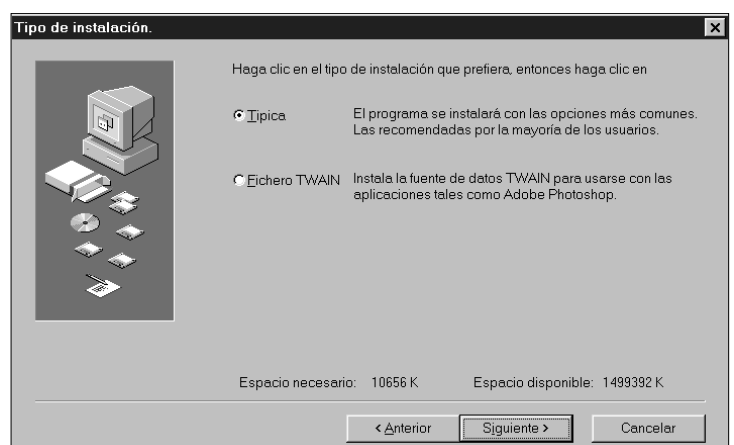 Tipo de instalación.
Haga clic en el tipo de instalación que prefiera, entonces haga clic en
Tipica
El programa se instalará con las opciones más comunes.
Las recomendadas por la mayoría de los usuarios.
Fichero TWAIN
Instala la fuente de datos TWAIN para usarse con las
aplicaciones tales como Adobe Photoshop.
Espacio necesario: 10656 K
Espacio disponible: 1499392 K
< Anterior
Siguiente >
Cancelar